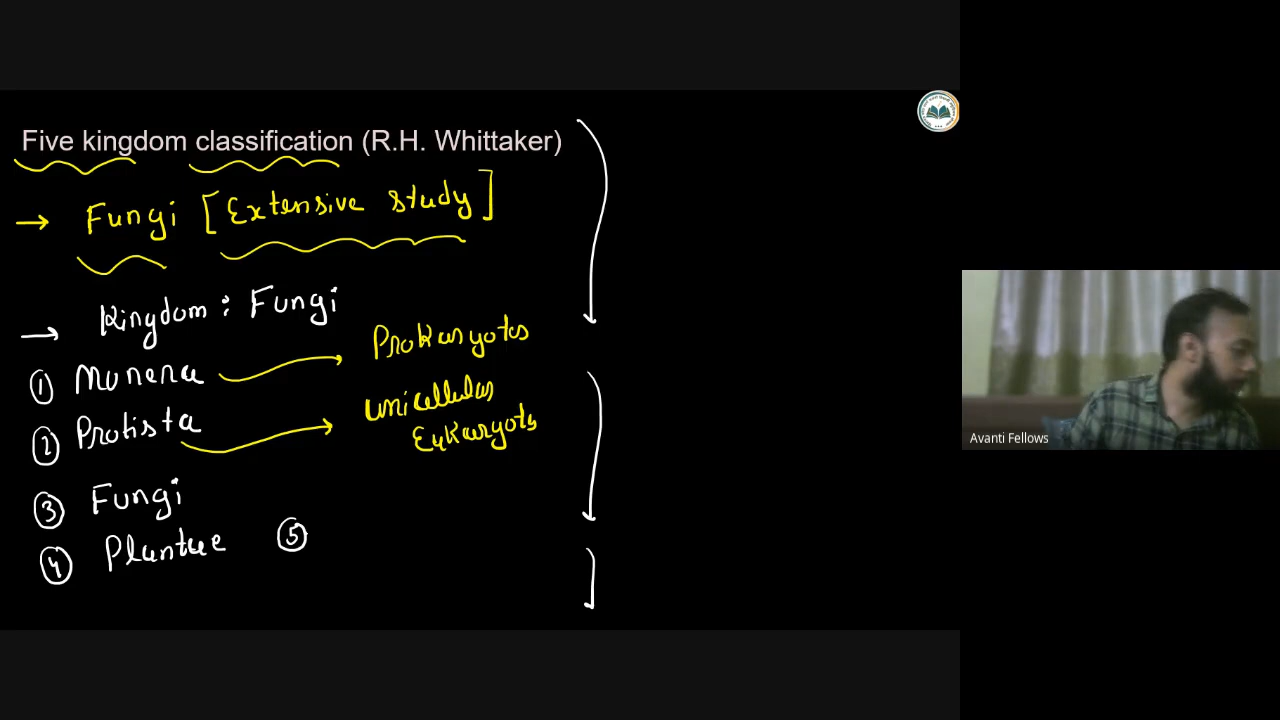 Five kingdom classification (R.H. Whittaker)
→ Fungi [Extensive study]
→ Kingdom : Fungi
① Monera → Prokaryotes
② Protista → unicellular Eukaryots
③ Fungi
④ Plantae ⑤
Avanti Fellows